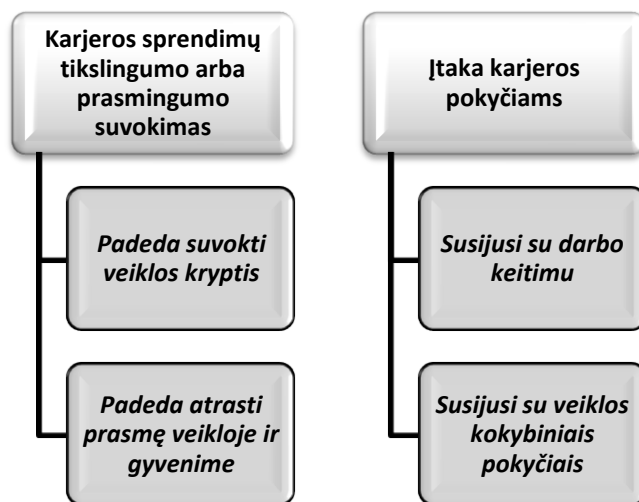 Karjeros sprendimų
tikslingumo arba
prasmingumo
suvokimas
Padeda suvokti
veiklos kryptis
Padeda atrasti
prasmę veikloje ir
gyvenime
Įtaka karjeros
pokyčiams
Susijusi su darbo
keitimu
Susijusi su veiklos
kokybiniais
pokyčiais